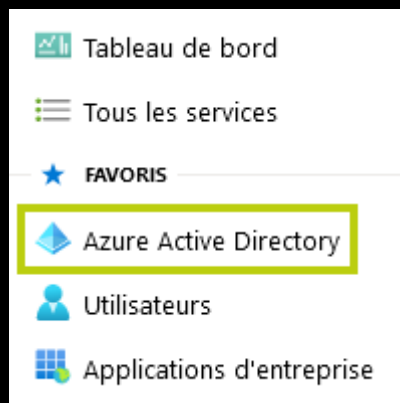 Tableau de bord
Tous les services
FAVORIS
Azure Active Directory
Utilisateurs
Applications d'entreprise